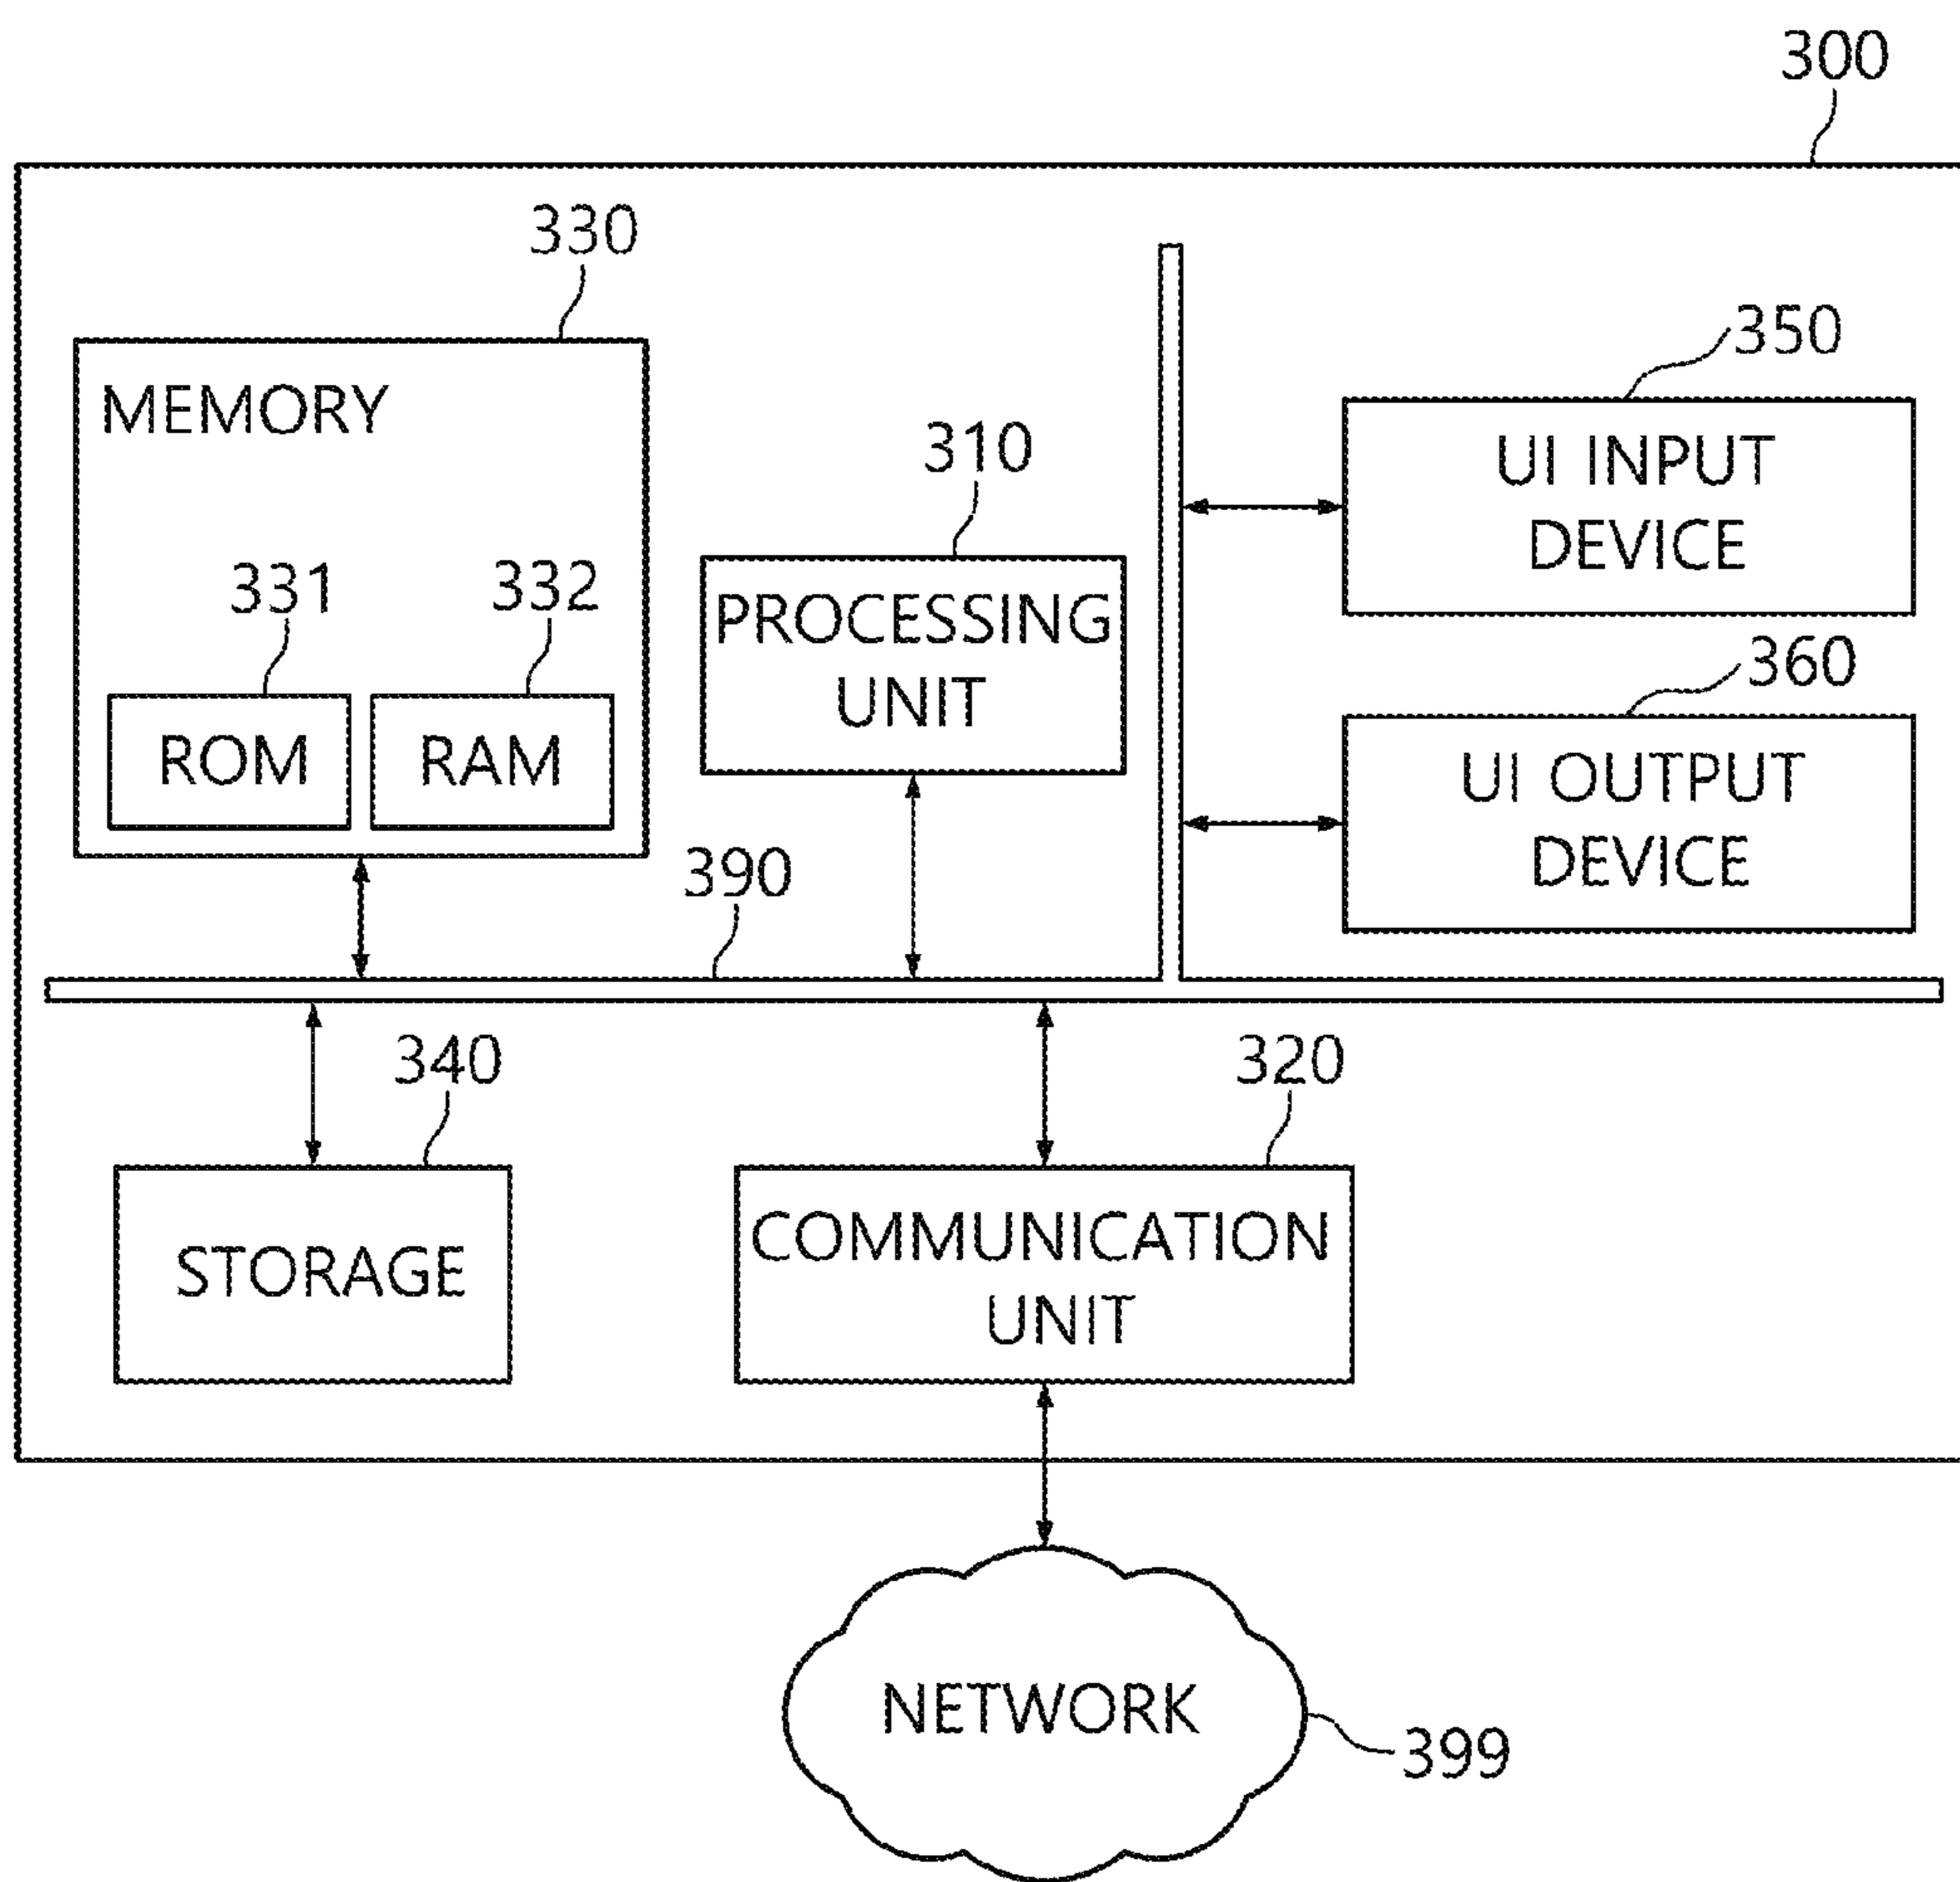 300
330
MEMORY
350
310
UI INPUT
DEVICE
331
332
PROCESSING
UNIT
360
ROM
RAM
UI OUTPUT
DEVICE
390
340
320
STORAGE
COMMUNICATION
UNIT
NETWORK
399